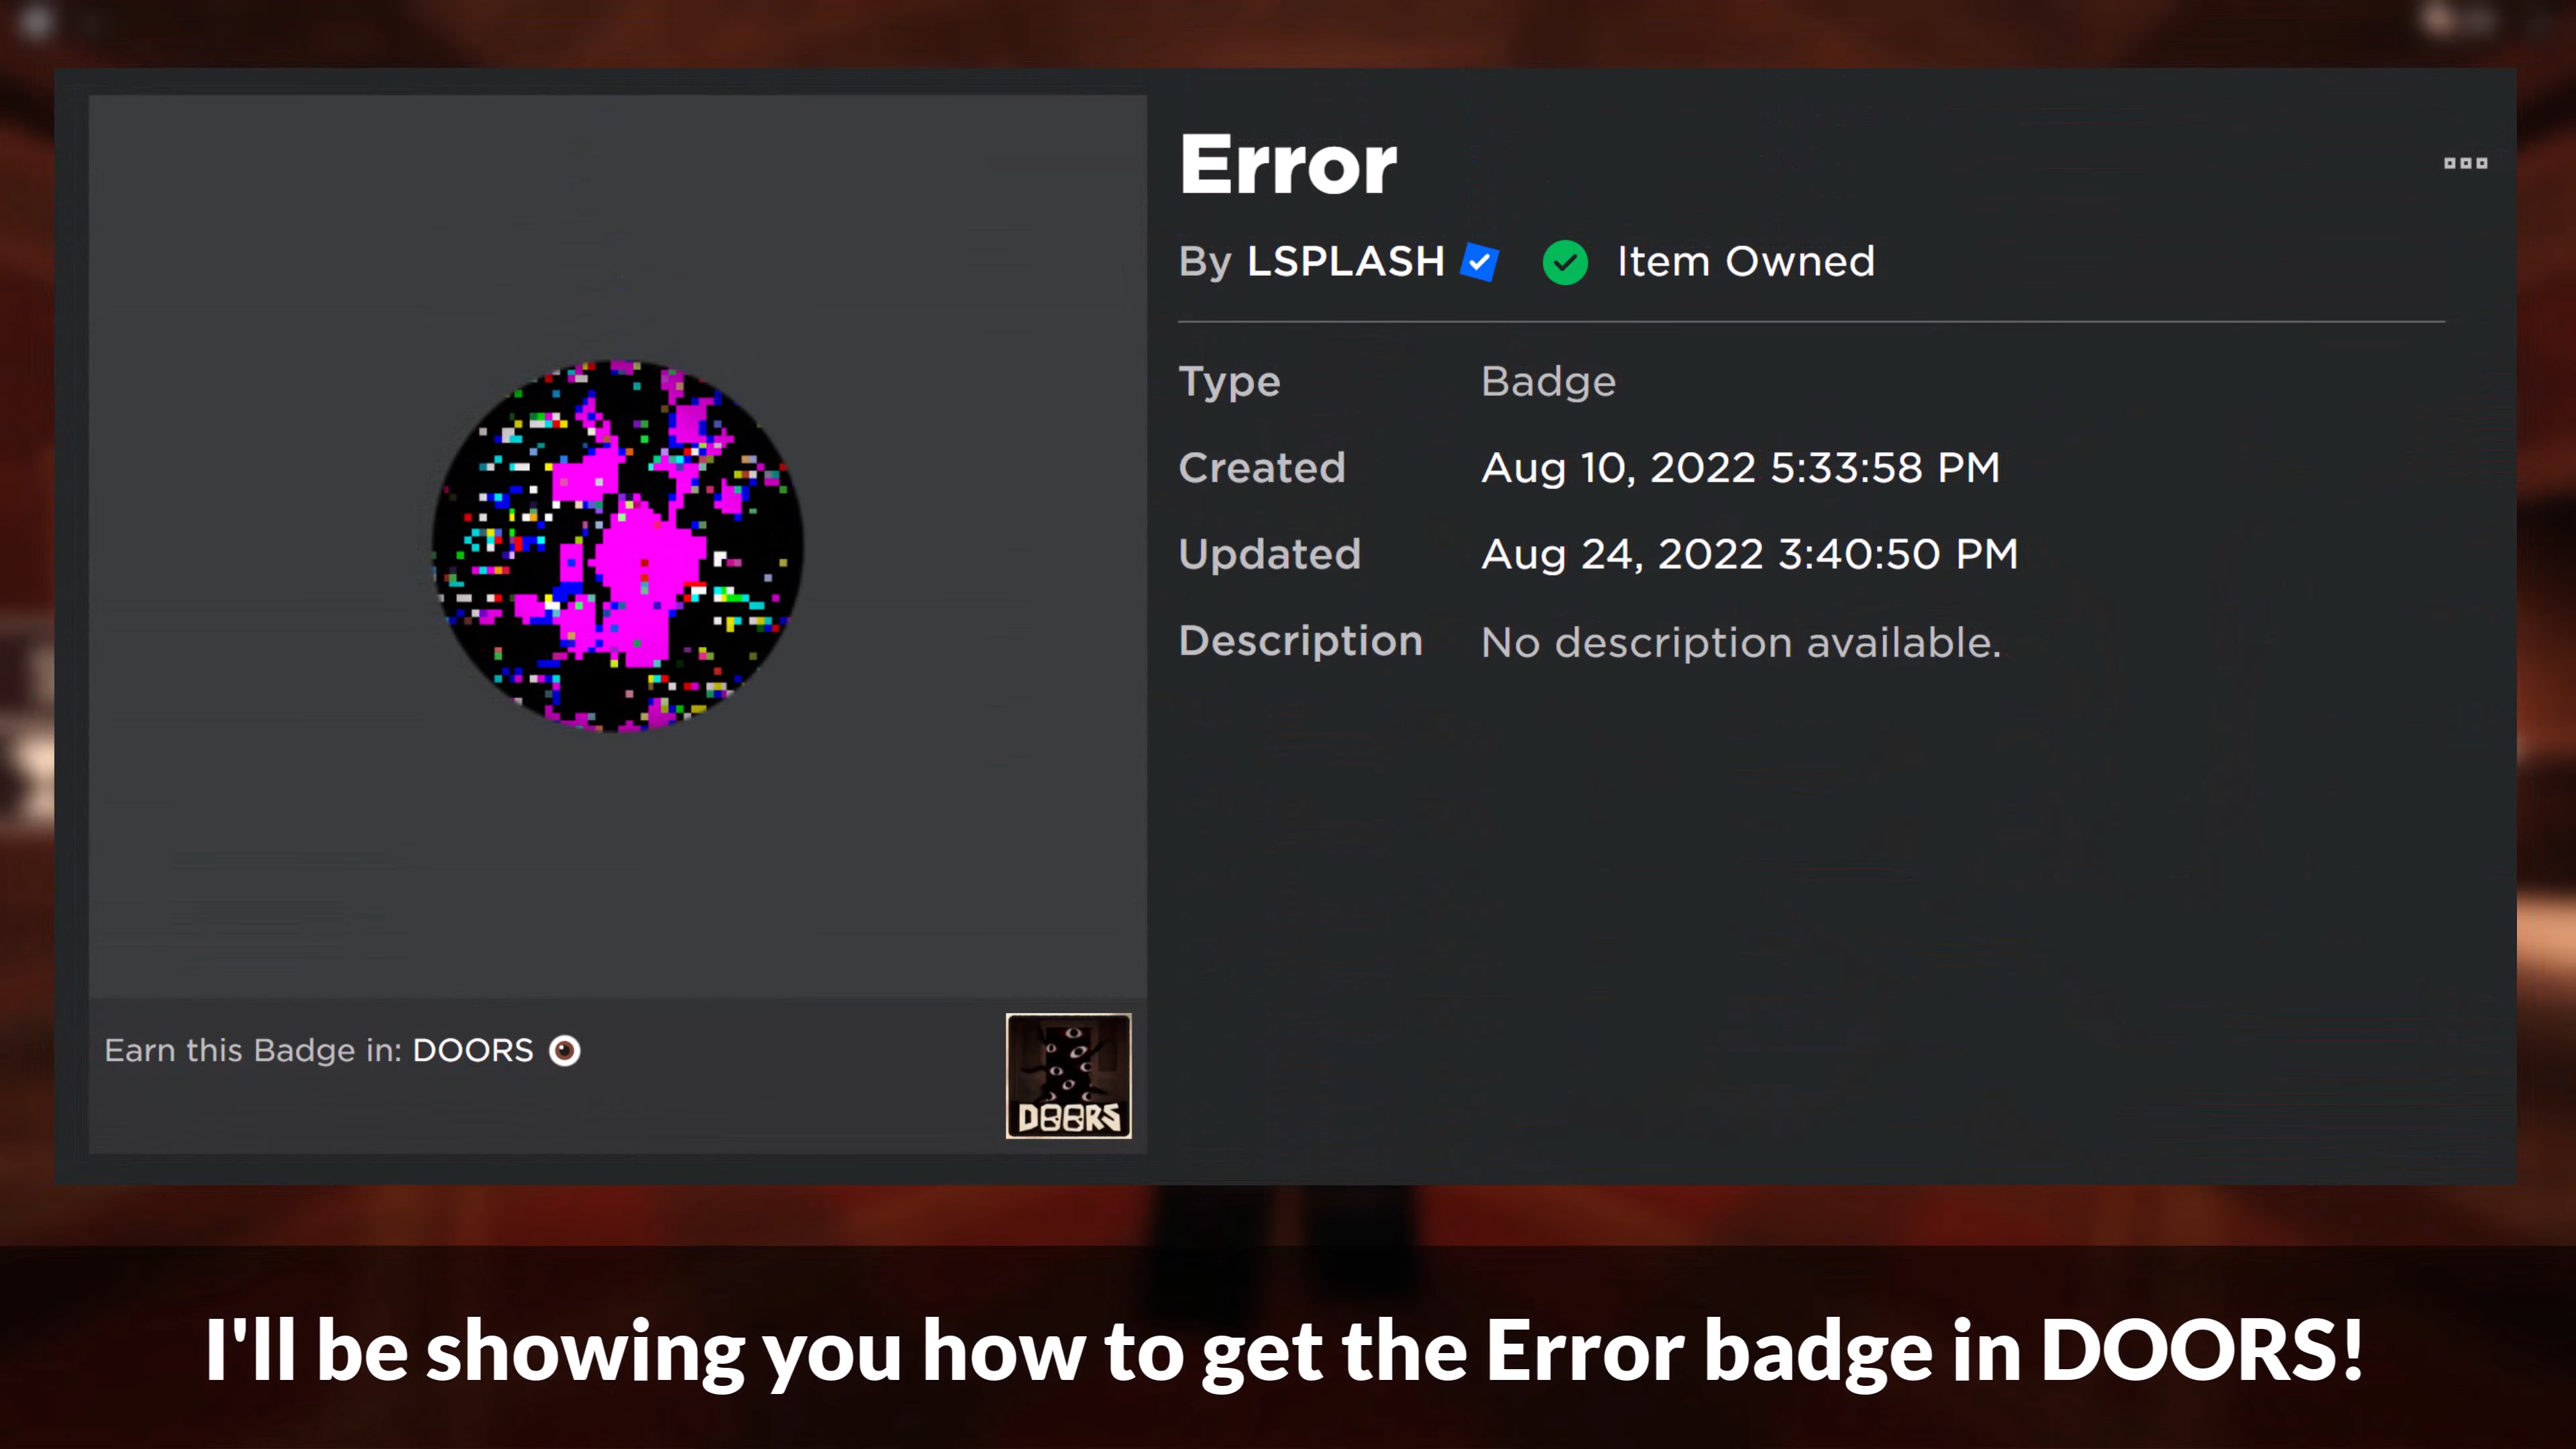 Error
By LSPLASH Item Owned
Type Badge
Created Aug 10, 2022 5:33:58 PM
Updated Aug 24, 2022 3:40:50 PM
Description No description available.
Earn this Badge in: DOORS
DOORS
I'll be showing you how to get the Error badge in DOORS!